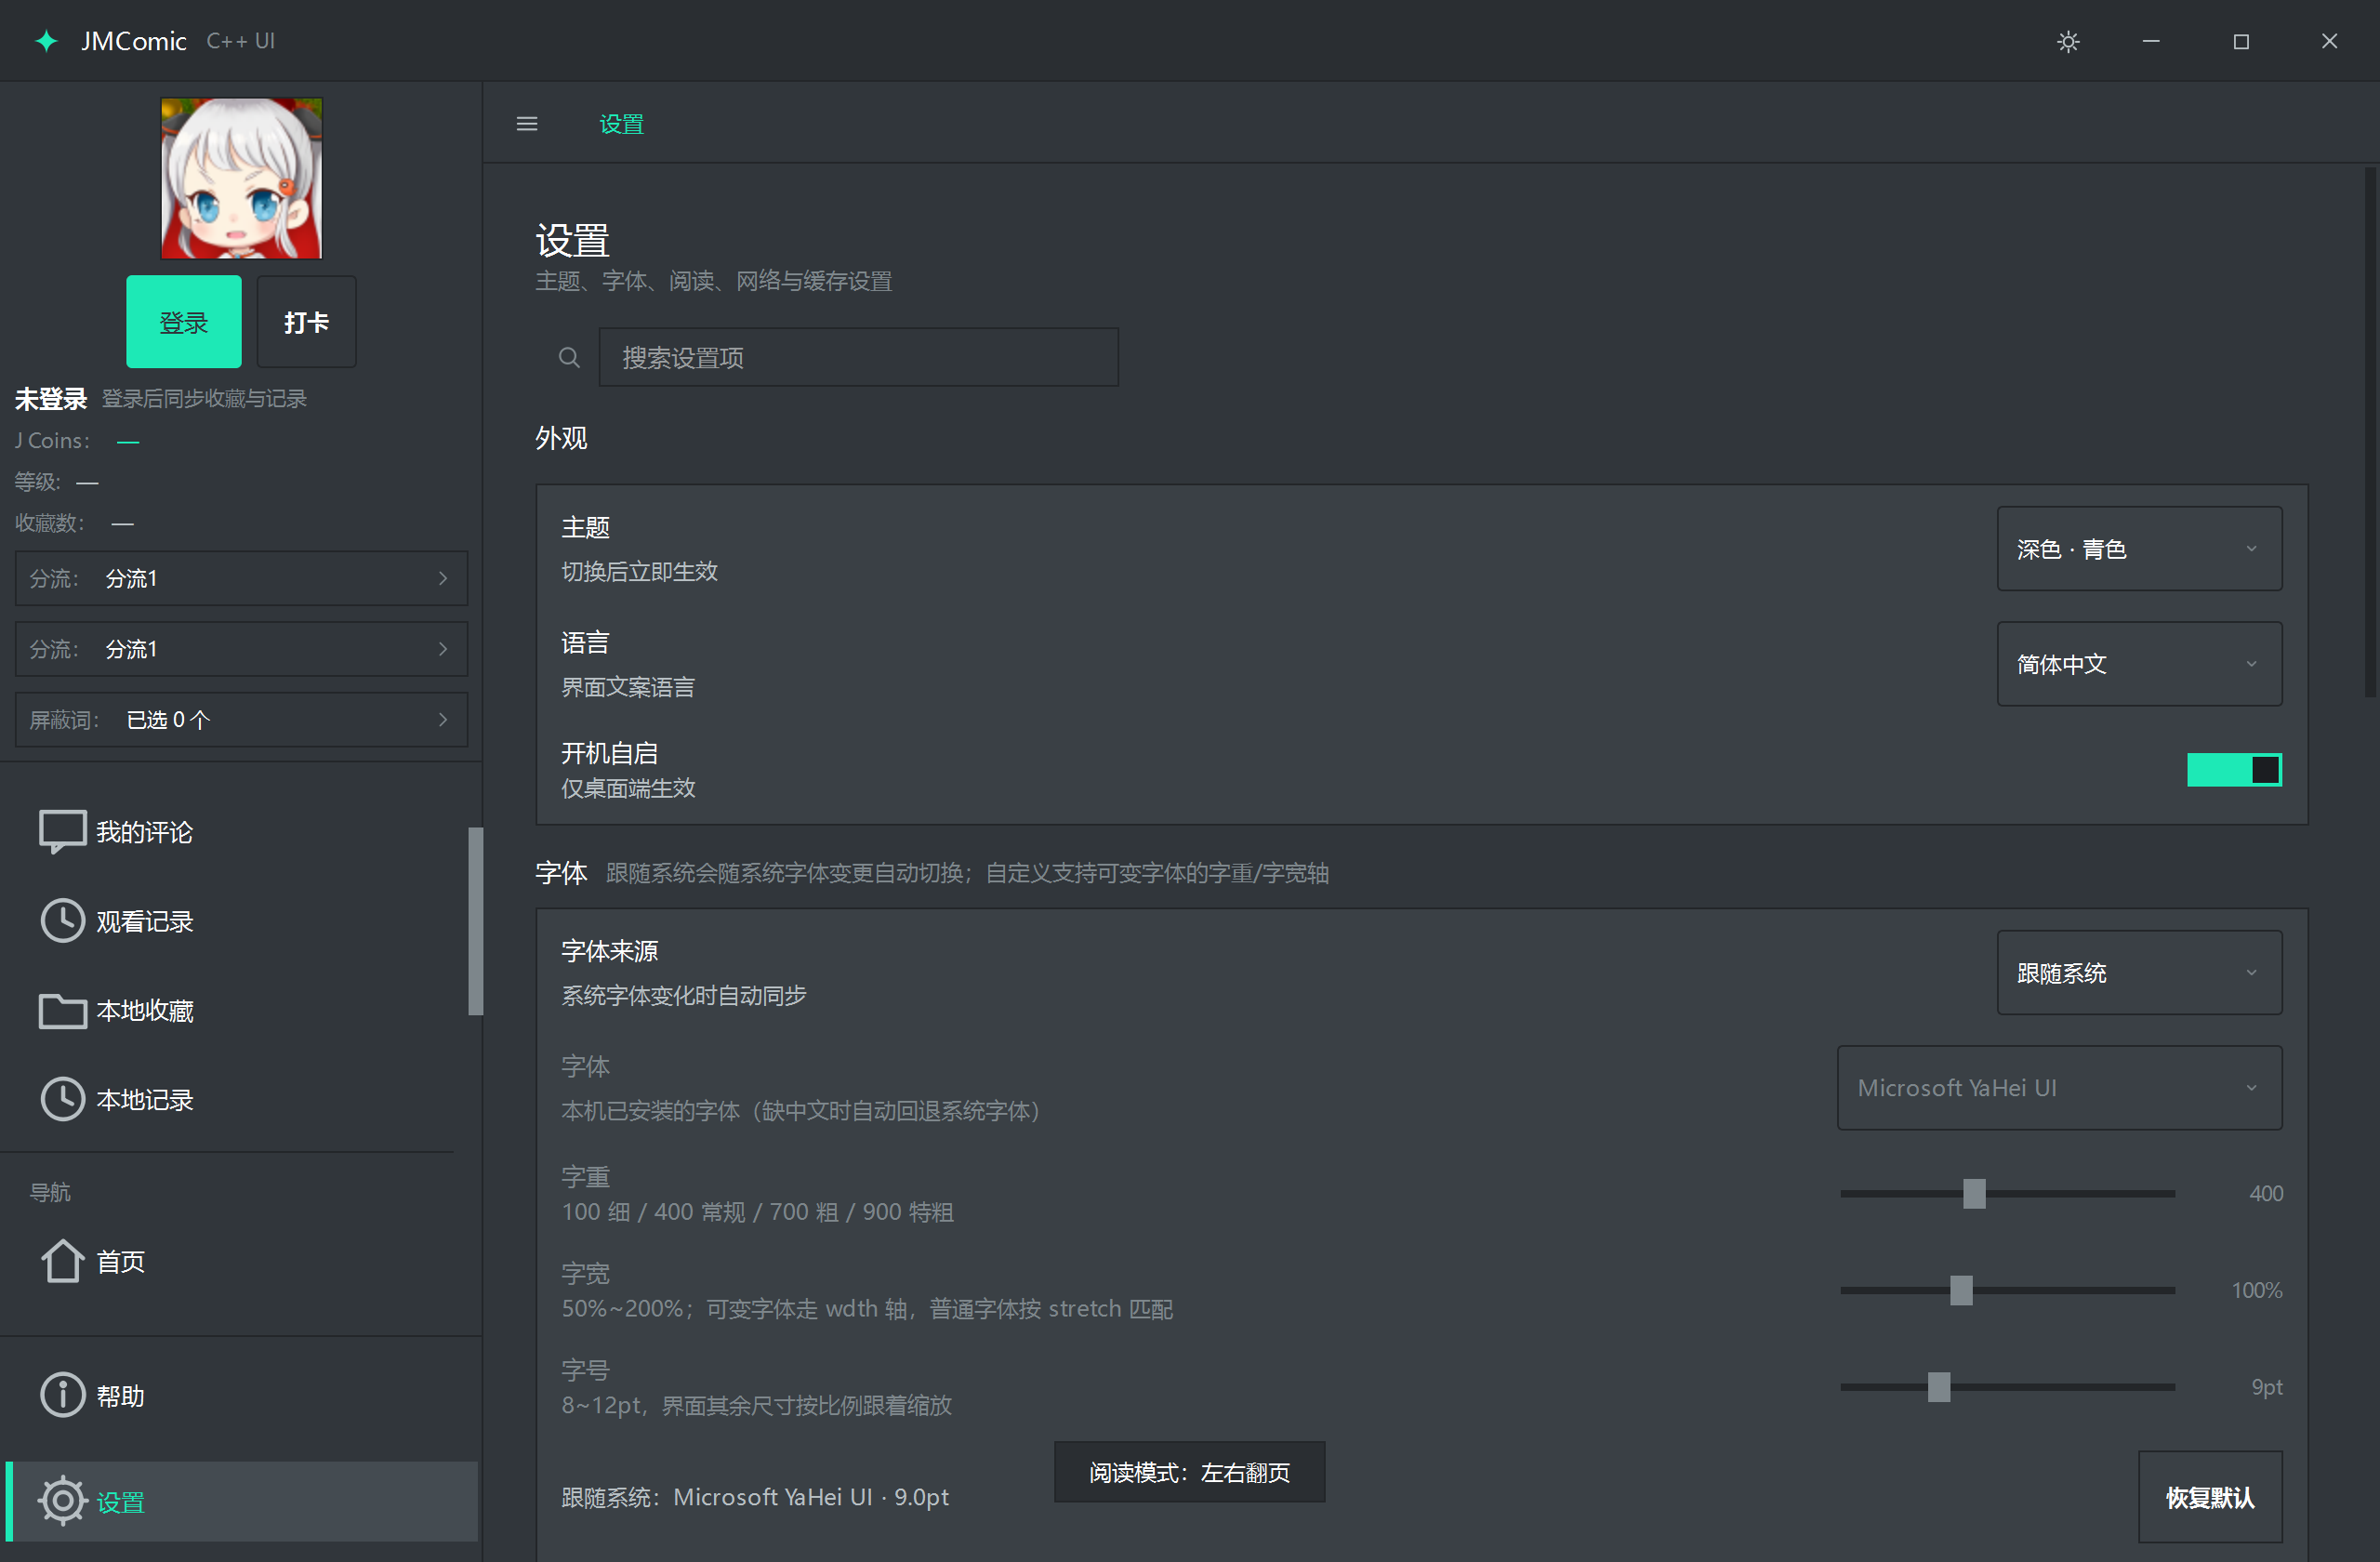 JMComic C++ UI
登录
打卡
未登录 登录后同步收藏与记录
J Coins: —
等级: —
收藏数: —
分流: 分流1
分流: 分流1
屏蔽词: 已选 0 个
我的评论
观看记录
本地收藏
本地记录
导航
首页
帮助
设置
设置
设置
主题、字体、阅读、网络与缓存设置
搜索设置项
外观
主题
切换后立即生效
深色 · 青色
语言
界面文案语言
简体中文
开机自启
仅桌面端生效
字体 跟随系统会随系统字体变更自动切换；自定义支持可变字体的字重/字宽轴
字体来源
系统字体变化时自动同步
跟随系统
字体
本机已安装的字体（缺中文时自动回退系统字体）
Microsoft YaHei UI
字重
100 细 / 400 常规 / 700 粗 / 900 特粗
400
字宽
50%~200%；可变字体走 wdth 轴，普通字体按 stretch 匹配
100%
字号
8~12pt，界面其余尺寸按比例跟着缩放
9pt
阅读模式：左右翻页
跟随系统：Microsoft YaHei UI · 9.0pt
恢复默认